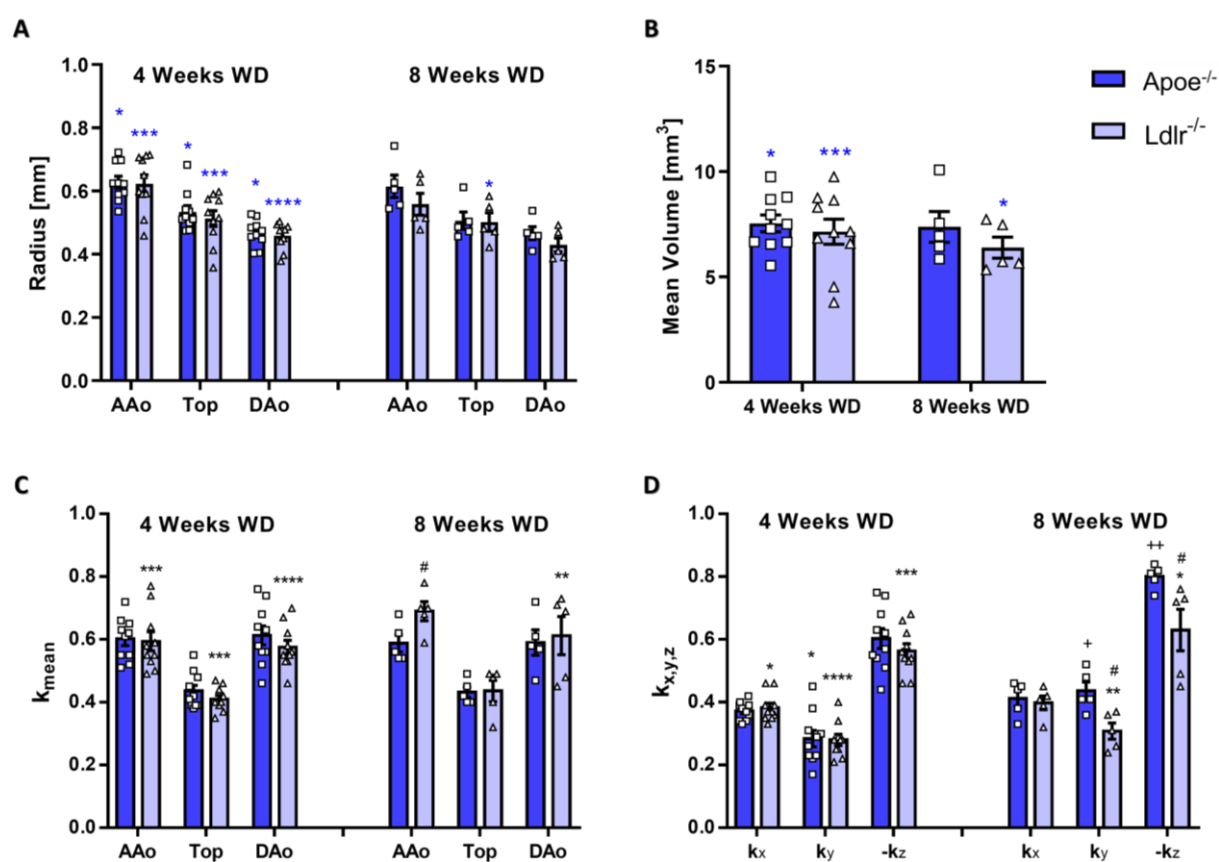 A
4 Weeks WD
8 Weeks WD
Radius [mm]
1.0
0.8
0.6
0.4
0.2
0.0
*
***
*
***
*
****
*
AAo Top DAo AAo Top DAo
B
Mean Volume [mm³]
15
10
5
0
*
***
*
4 Weeks WD 8 Weeks WD
Apoe⁻/⁻
Ldlr⁻/⁻
C
4 Weeks WD
8 Weeks WD
kmean
1.0
0.8
0.6
0.4
0.2
0.0
***
***
****
#
**
AAo Top DAo AAo Top DAo
D
4 Weeks WD
8 Weeks WD
kx,y,z
1.0
0.8
0.6
0.4
0.2
0.0
*
*
****
***
+
#
**
++
#
*
kx ky -kz kx ky -kz